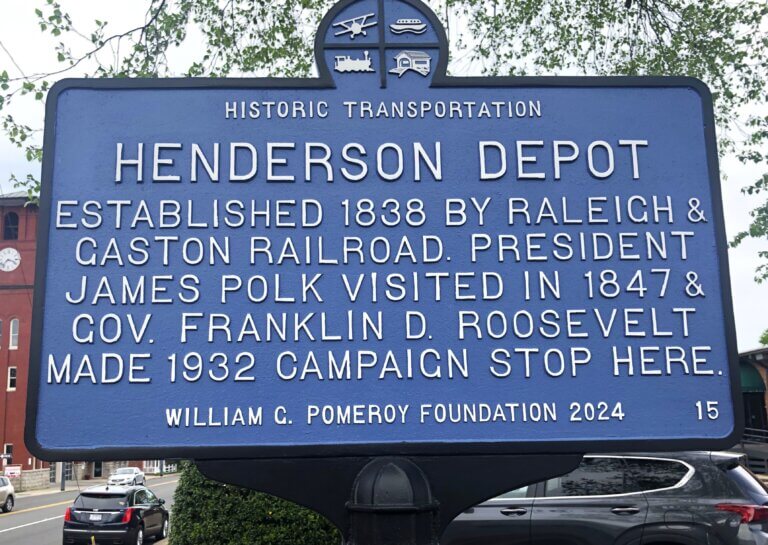 HISTORIC TRANSPORTATION
HENDERSON DEPOT
ESTABLISHED 1838 BY RALEIGH &
GASTON RAILROAD. PRESIDENT
JAMES POLK VISITED IN 1847 &
GOV. FRANKLIN D. ROOSEVELT
MADE 1932 CAMPAIGN STOP HERE.
WILLIAM G. POMEROY FOUNDATION 2024 15